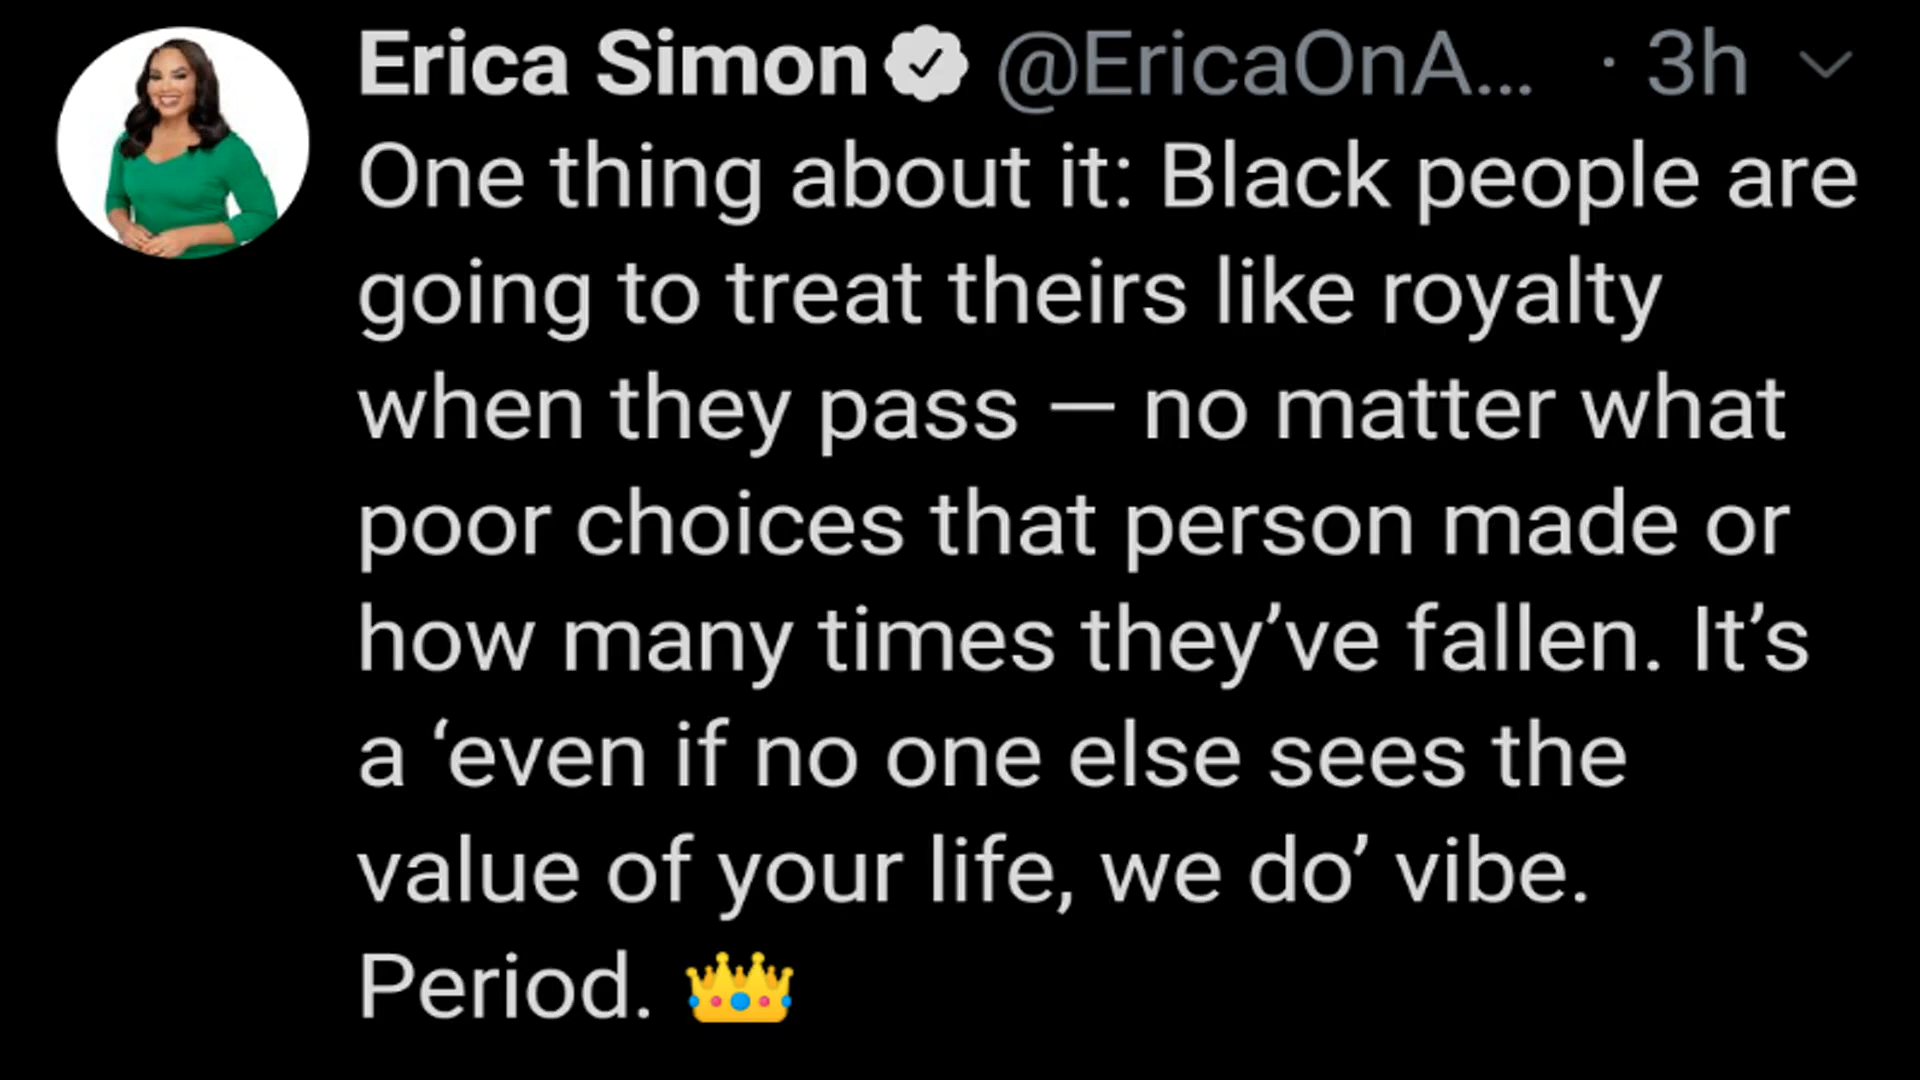 Erica Simon @EricaOnA... · 3h
One thing about it: Black people are
going to treat theirs like royalty
when they pass — no matter what
poor choices that person made or
how many times they’ve fallen. It’s
a ‘even if no one else sees the
value of your life, we do’ vibe.
Period. 👑